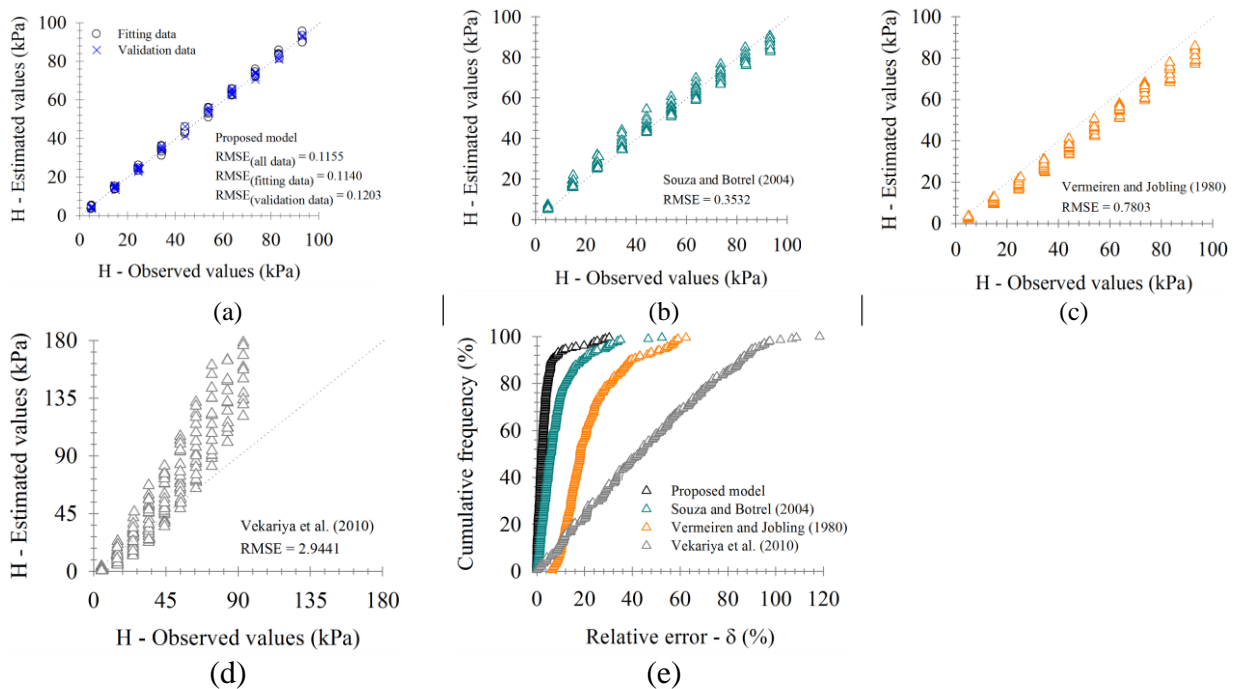 H - Estimated values (kPa)
100
80
60
40
20
0
Fitting data
Validation data
Proposed model
RMSE(all data) = 0.1155
RMSE(fitting data) = 0.1140
RMSE(validation data) = 0.1203
0 20 40 60 80 100
H - Observed values (kPa)
(a)
H - Estimated values (kPa)
100
80
60
40
20
0
Souza and Botrel (2004)
RMSE = 0.3532
0 20 40 60 80 100
H - Observed values (kPa)
(b)
H - Estimated values (kPa)
100
80
60
40
20
0
Vermeiren and Jobling (1980)
RMSE = 0.7803
0 20 40 60 80 100
H - Observed values (kPa)
(c)
H - Estimated values (kPa)
180
135
90
45
0
Vekariya et al. (2010)
RMSE = 2.9441
0 45 90 135 180
H - Observed values (kPa)
(d)
Cumulative frequency (%)
100
80
60
40
20
0
Proposed model
Souza and Botrel (2004)
Vermeiren and Jobling (1980)
Vekariya et al. (2010)
0 20 40 60 80 100 120
Relative error - δ (%)
(e)